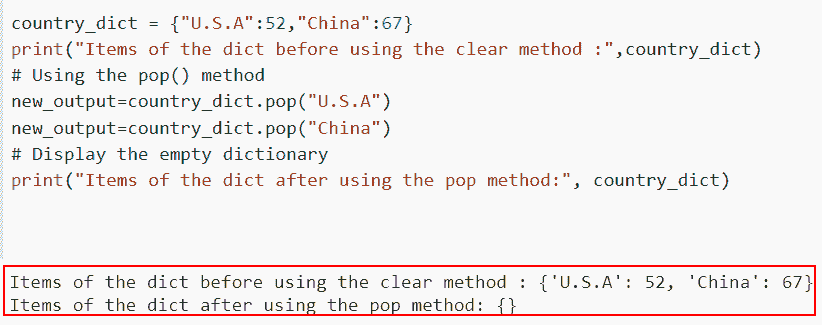 country_dict = {"U.S.A":52,"China":67}
print("Items of the dict before using the clear method :",country_dict)
# Using the pop() method
new_output=country_dict.pop("U.S.A")
new_output=country_dict.pop("China")
# Display the empty dictionary
print("Items of the dict after using the pop method:", country_dict)
Items of the dict before using the clear method : {'U.S.A': 52, 'China': 67}
Items of the dict after using the pop method: {}